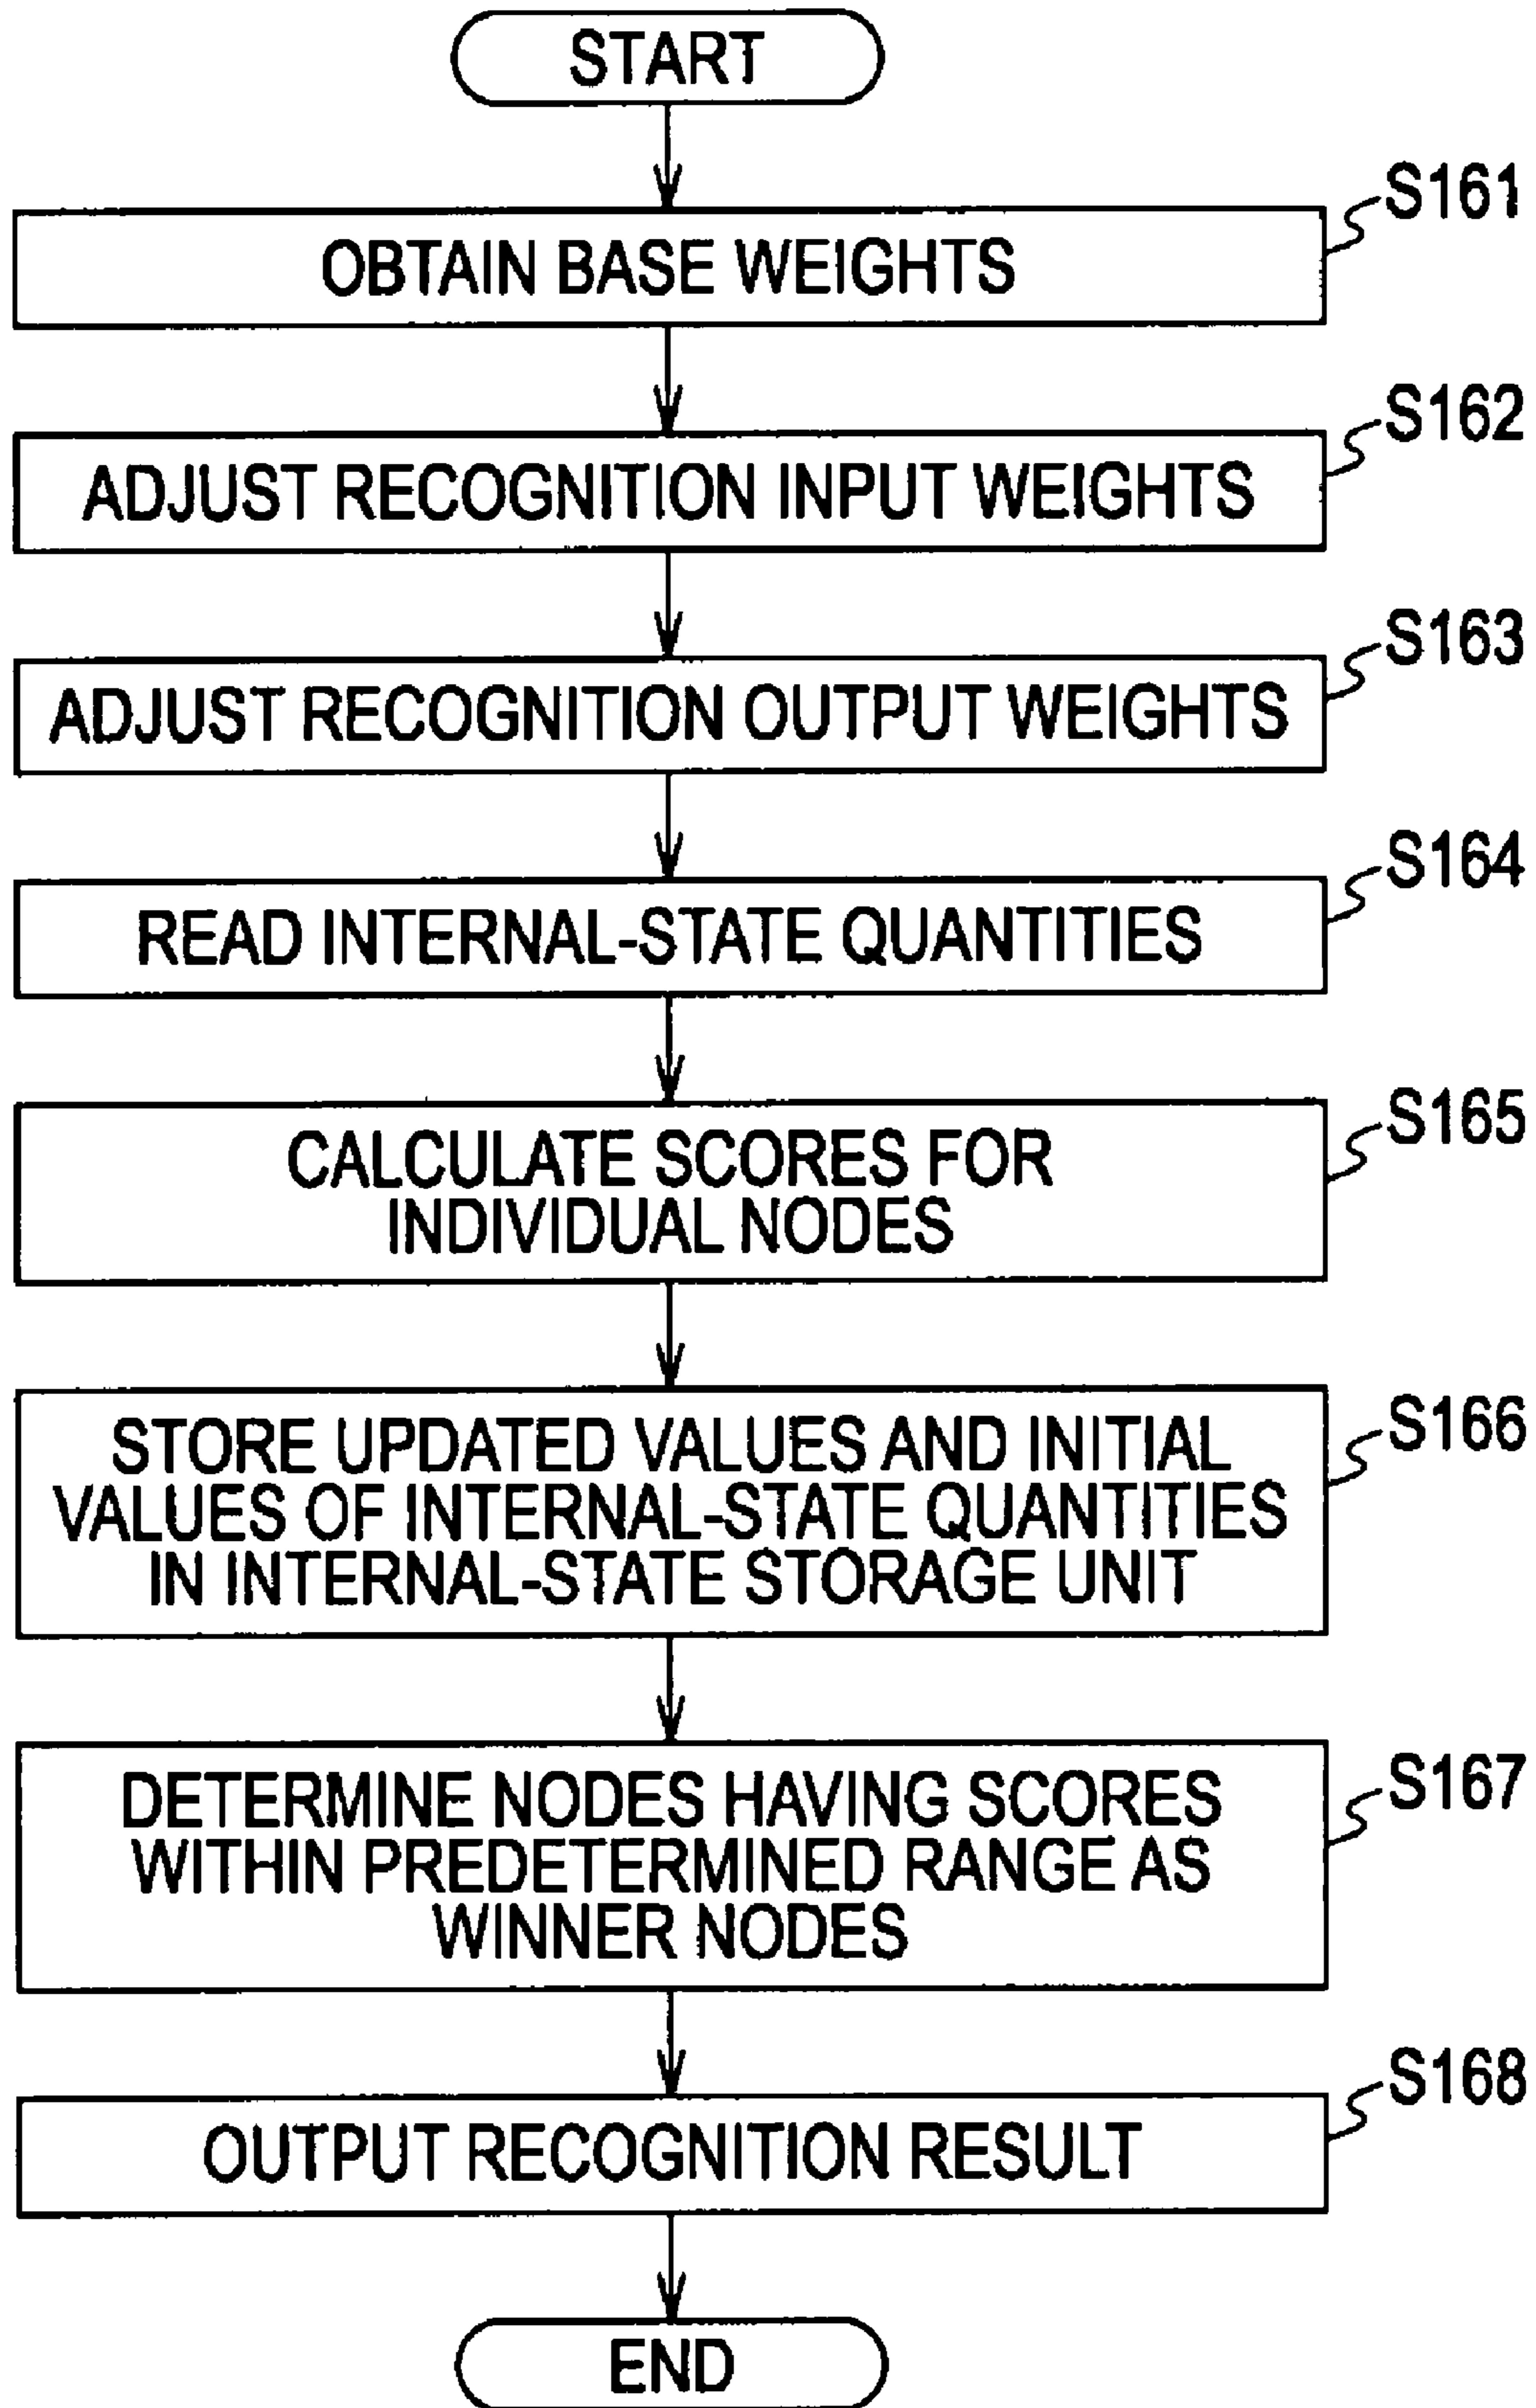 START
S161
OBTAIN BASE WEIGHTS
S162
ADJUST RECOGNITION INPUT WEIGHTS
S163
ADJUST RECOGNITION OUTPUT WEIGHTS
S164
READ INTERNAL-STATE QUANTITIES
S165
CALCULATE SCORES FOR
INDIVIDUAL NODES
S166
STORE UPDATED VALUES AND INITIAL
VALUES OF INTERNAL-STATE QUANTITIES
IN INTERNAL-STATE STORAGE UNIT
S167
DETERMINE NODES HAVING SCORES
WITHIN PREDETERMINED RANGE AS
WINNER NODES
S168
OUTPUT RECOGNITION RESULT
END